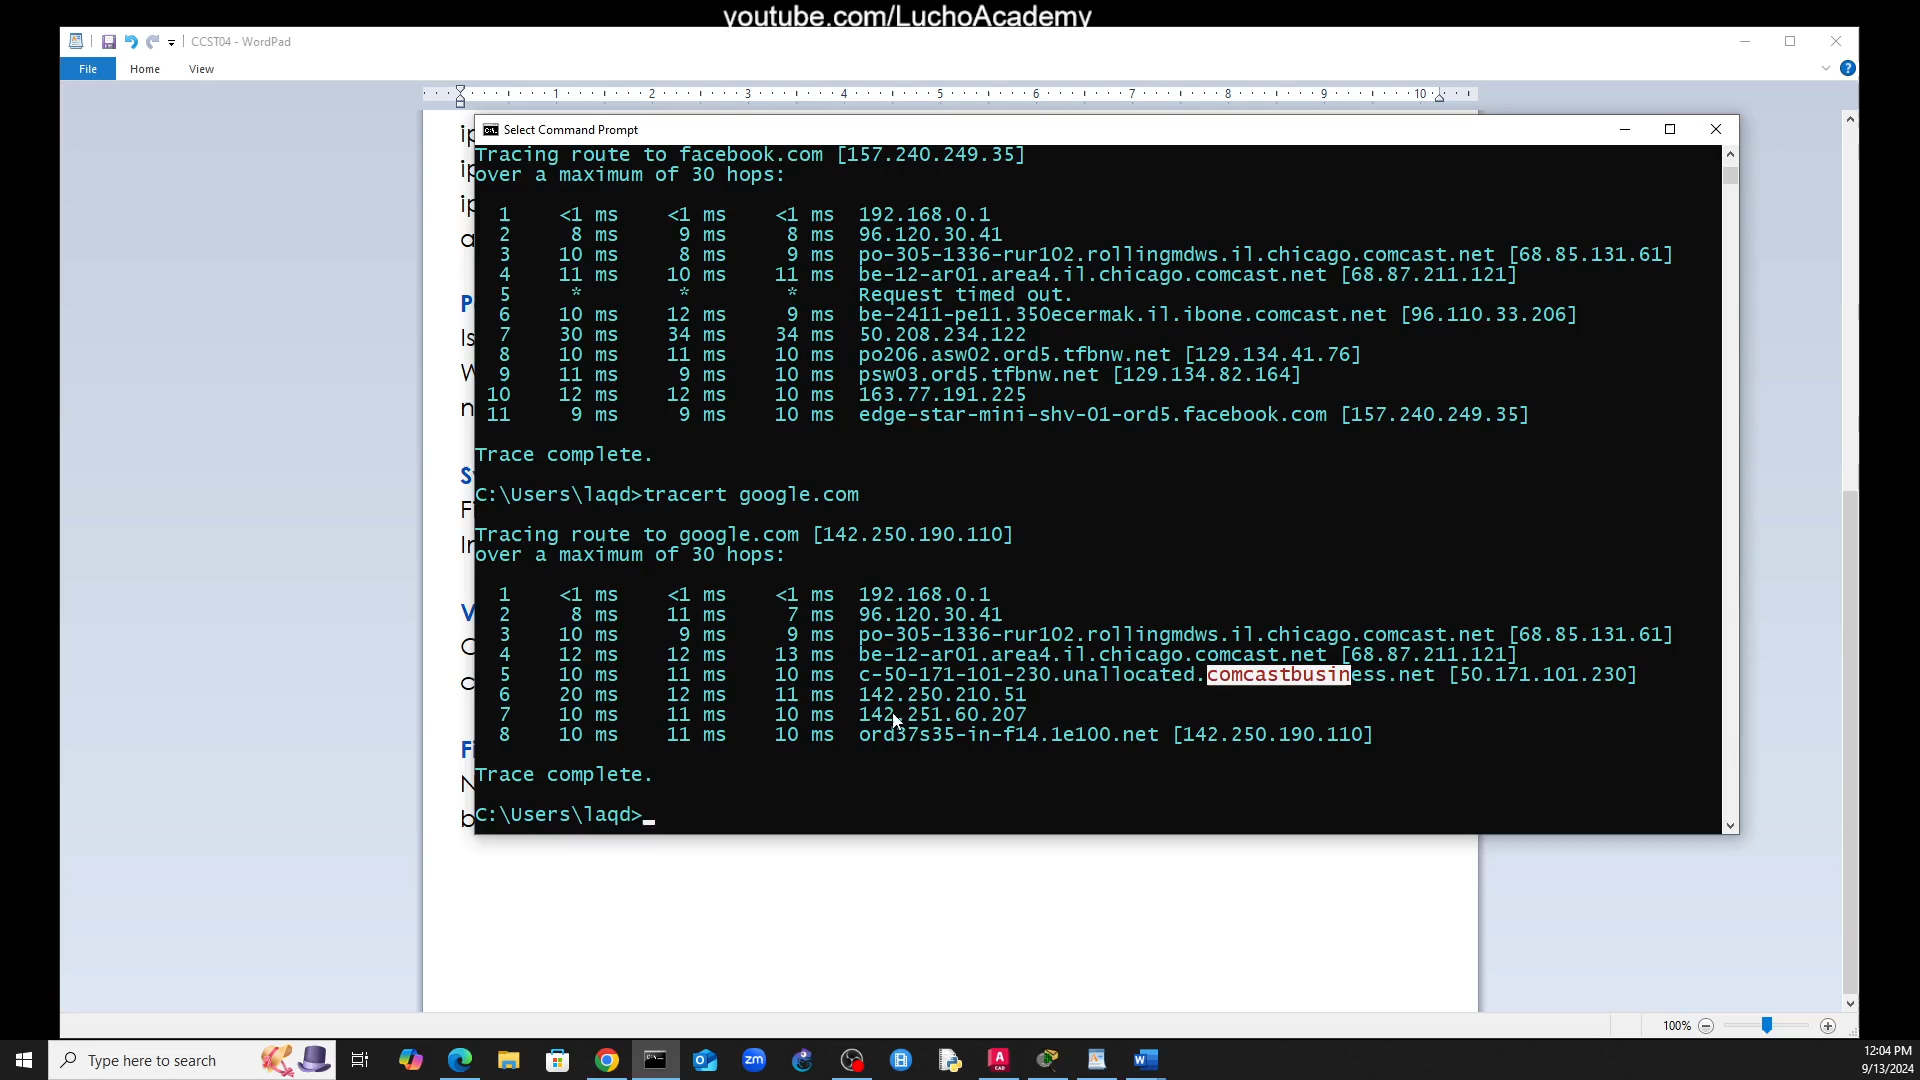 youtube.com/LuchoAcademy
CCST04 - WordPad
File Home View
1 2 3 4 5 6 7 8 9 10
Select Command Prompt
Tracing route to facebook.com [157.240.249.35]
over a maximum of 30 hops:
1 <1 ms <1 ms <1 ms 192.168.0.1
2 8 ms 9 ms 8 ms 96.120.30.41
3 10 ms 8 ms 9 ms po-305-1336-rur102.rollingmdws.il.chicago.comcast.net [68.85.131.61]
4 11 ms 10 ms 11 ms be-12-ar01.area4.il.chicago.comcast.net [68.87.211.121]
5 * * * Request timed out.
6 10 ms 12 ms 9 ms be-2411-pe11.350ecermak.il.ibone.comcast.net [96.110.33.206]
7 30 ms 34 ms 34 ms 50.208.234.122
8 10 ms 11 ms 10 ms po206.asw02.ord5.tfbnw.net [129.134.41.76]
9 11 ms 9 ms 10 ms psw03.ord5.tfbnw.net [129.134.82.164]
10 12 ms 12 ms 10 ms 163.77.191.225
11 9 ms 9 ms 10 ms edge-star-mini-shv-01-ord5.facebook.com [157.240.249.35]
Trace complete.
C:\Users\laqd>tracert google.com
Tracing route to google.com [142.250.190.110]
over a maximum of 30 hops:
1 <1 ms <1 ms <1 ms 192.168.0.1
2 8 ms 11 ms 7 ms 96.120.30.41
3 10 ms 9 ms 9 ms po-305-1336-rur102.rollingmdws.il.chicago.comcast.net [68.85.131.61]
4 12 ms 12 ms 13 ms be-12-ar01.area4.il.chicago.comcast.net [68.87.211.121]
5 10 ms 11 ms 10 ms c-50-171-101-230.unallocated.comcastbusiness.net [50.171.101.230]
6 20 ms 12 ms 11 ms 142.250.210.51
7 10 ms 11 ms 10 ms 142.251.60.207
8 10 ms 11 ms 10 ms ord37s35-in-f14.1e100.net [142.250.190.110]
Trace complete.
C:\Users\laqd>_
100%
Type here to search
12:04 PM
9/13/2024